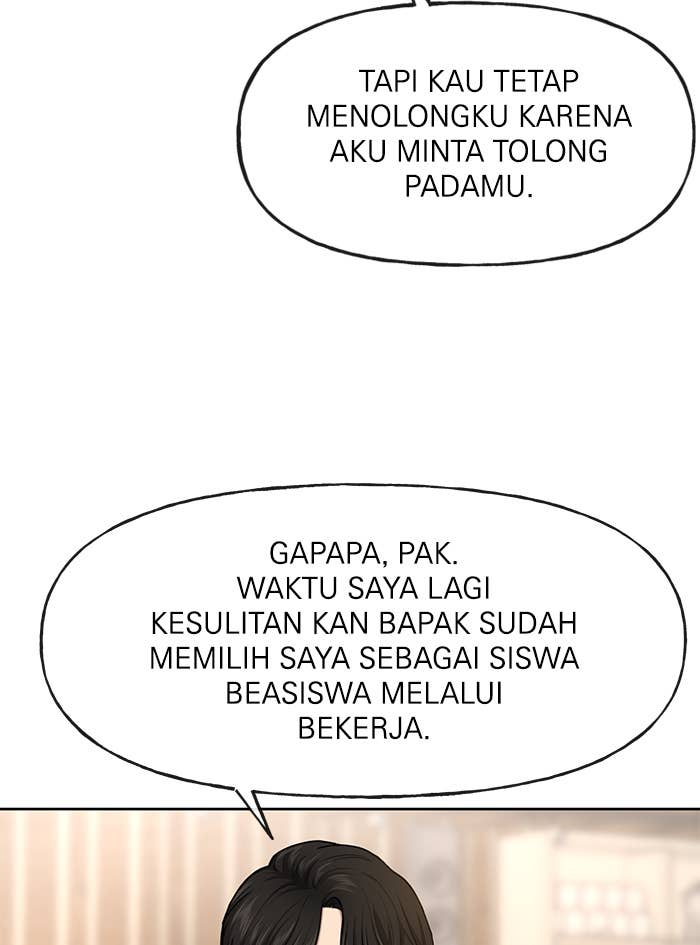 TAPI KAU TETAP
MENOLONGKU KARENA
AKU MINTA TOLONG
PADAMU.
GAPAPA, PAK.
WAKTU SAYA LAGI
KESULITAN KAN BAPAK SUDAH
MEMILIH SAYA SEBAGAI SISWA
BEASISWA MELALUI
BEKERJA.